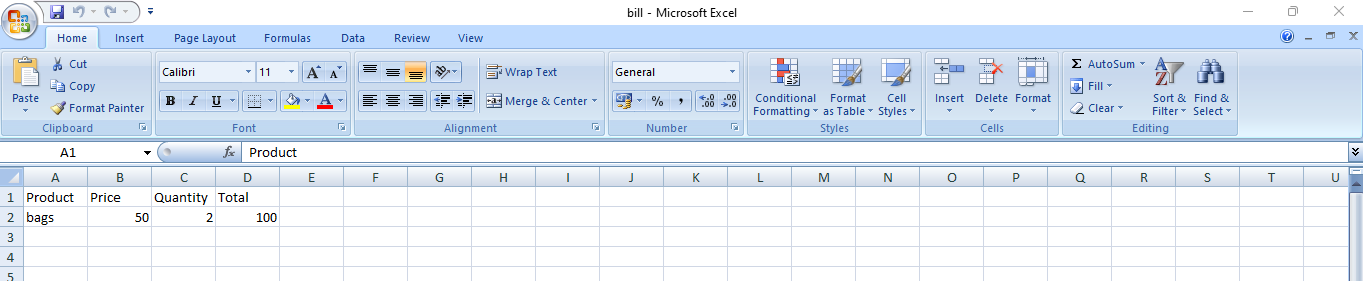 bill - Microsoft Excel
Home Insert Page Layout Formulas Data Review View
Paste
Cut
Copy
Format Painter
Clipboard
Calibri 11 A A
B I U A
Font
Wrap Text
Merge & Center
Alignment
General
% , .00 .00
Number
Conditional Formatting
Format as Table
Cell Styles
Styles
Insert Delete Format
Cells
Σ AutoSum
Fill
Clear
Sort & Filter
Find & Select
Editing
A1 fx Product
A B C D E F G H I J K L M N O P Q R S T U
1 Product Price Quantity Total
2 bags 50 2 100
3
4
5